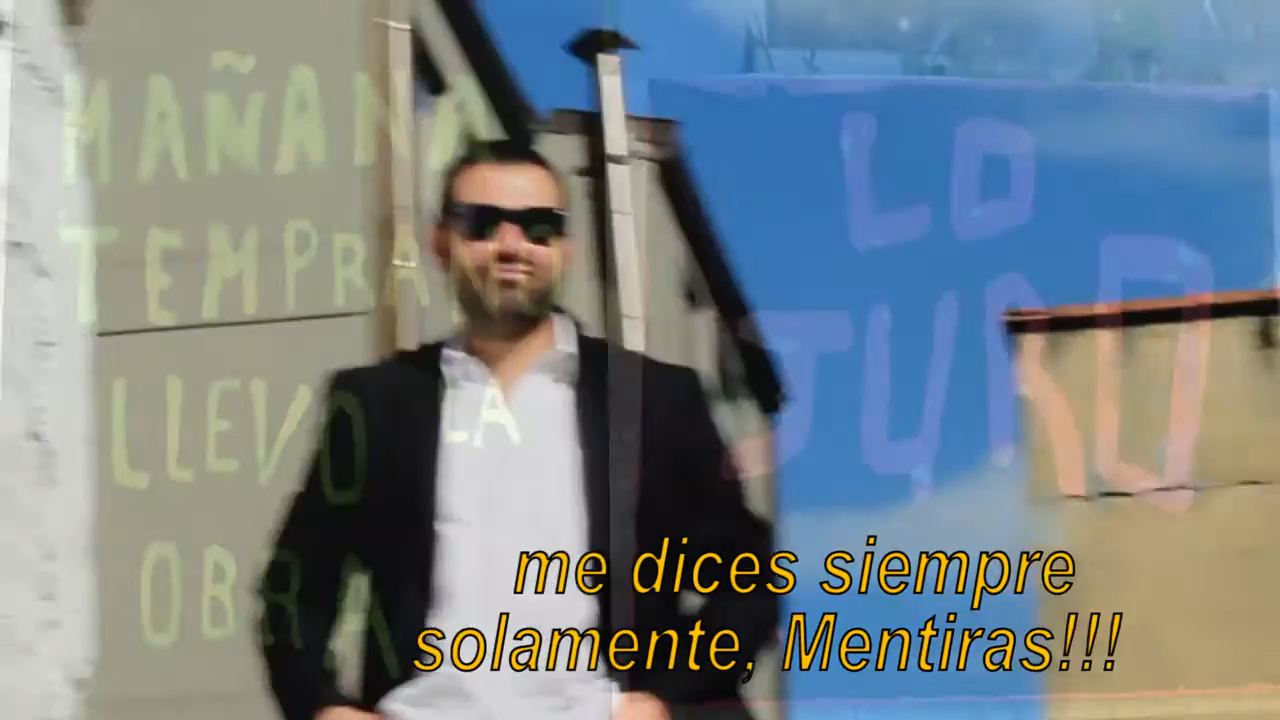 MAÑANA
TEMPRA
LLEVO
LA
OBRA
LO
JURO
me dices siempre
solamente, Mentiras!!!